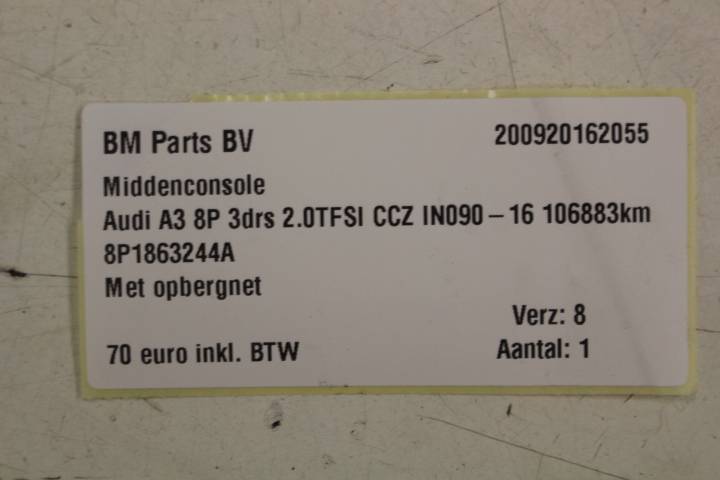 BM Parts BV 200920162055
Middenconsole
Audi A3 8P 3drs 2.0TFSI CCZ IN090-16 106883km
8P1863244A
Met opbergnet
Verz: 8
70 euro inkl. BTW Aantal: 1